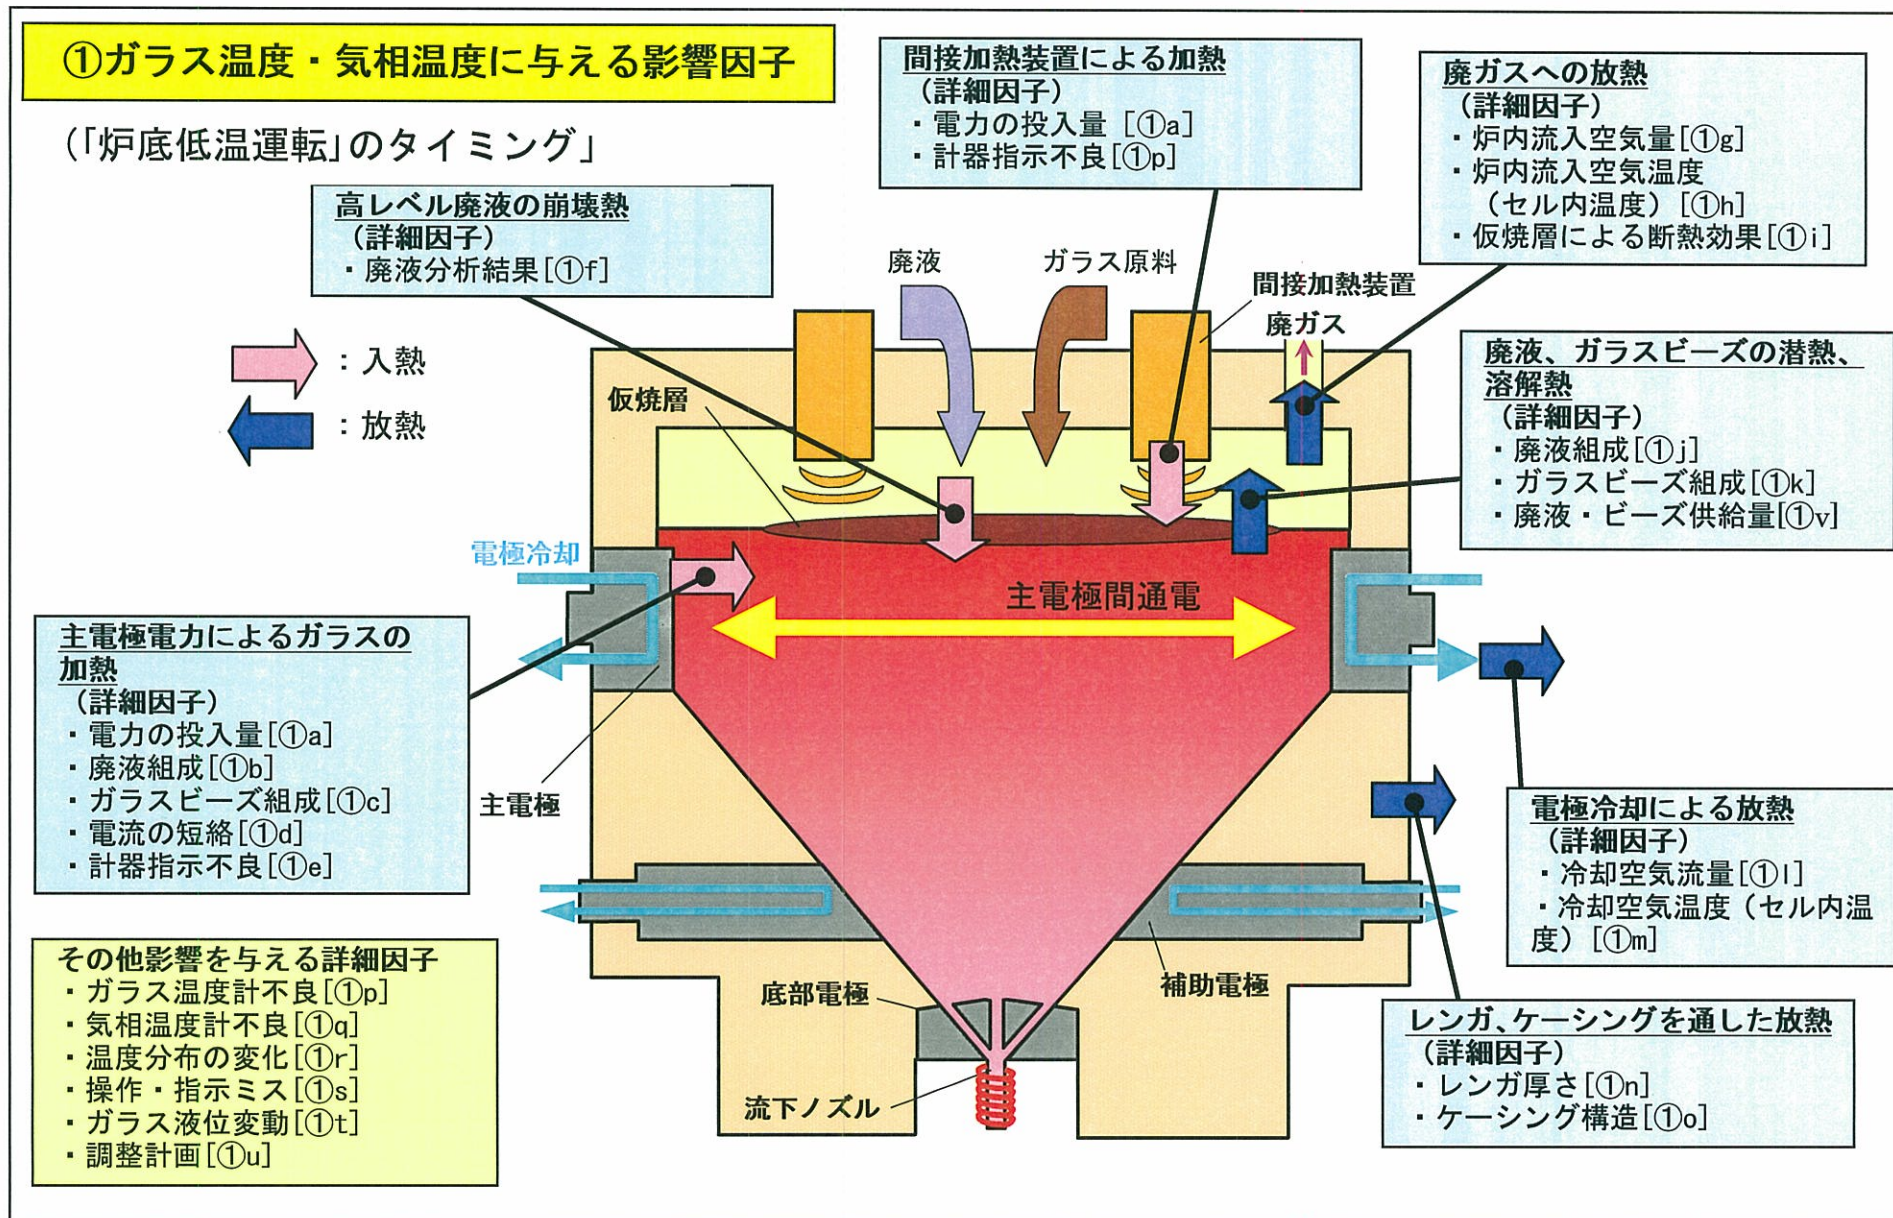 ①ガラス温度・気相温度に与える影響因子
(｢炉底低温運転｣のタイミング」
間接加熱装置による加熱
(詳細因子)
・電力の投入量 [①a]
・計器指示不良[①p]
廃ガスへの放熱
(詳細因子)
・炉内流入空気量[①g]
・炉内流入空気温度
(セル内温度) [①h]
・仮焼層による断熱効果[①i]
高レベル廃液の崩壊熱
(詳細因子)
・廃液分析結果[①f]
廃液
ガラス原料
間接加熱装置
廃ガス
：入熱
：放熱
仮焼層
廃液、ガラスビーズの潜熱、
溶解熱
(詳細因子)
・廃液組成[①j]
・ガラスビーズ組成[①k]
・廃液・ビーズ供給量[①v]
電極冷却
主電極間通電
主電極電力によるガラスの
加熱
(詳細因子)
・電力の投入量[①a]
・廃液組成[①b]
・ガラスビーズ組成[①c]
・電流の短絡[①d]
・計器指示不良[①e]
主電極
電極冷却による放熱
(詳細因子)
・冷却空気流量[①l]
・冷却空気温度（セル内温
度）[①m]
その他影響を与える詳細因子
・ガラス温度計不良[①p]
・気相温度計不良[①q]
・温度分布の変化[①r]
・操作・指示ミス[①s]
・ガラス液位変動[①t]
・調整計画[①u]
底部電極
補助電極
流下ノズル
レンガ、ケーシングを通した放熱
(詳細因子)
・レンガ厚さ[①n]
・ケーシング構造[①o]